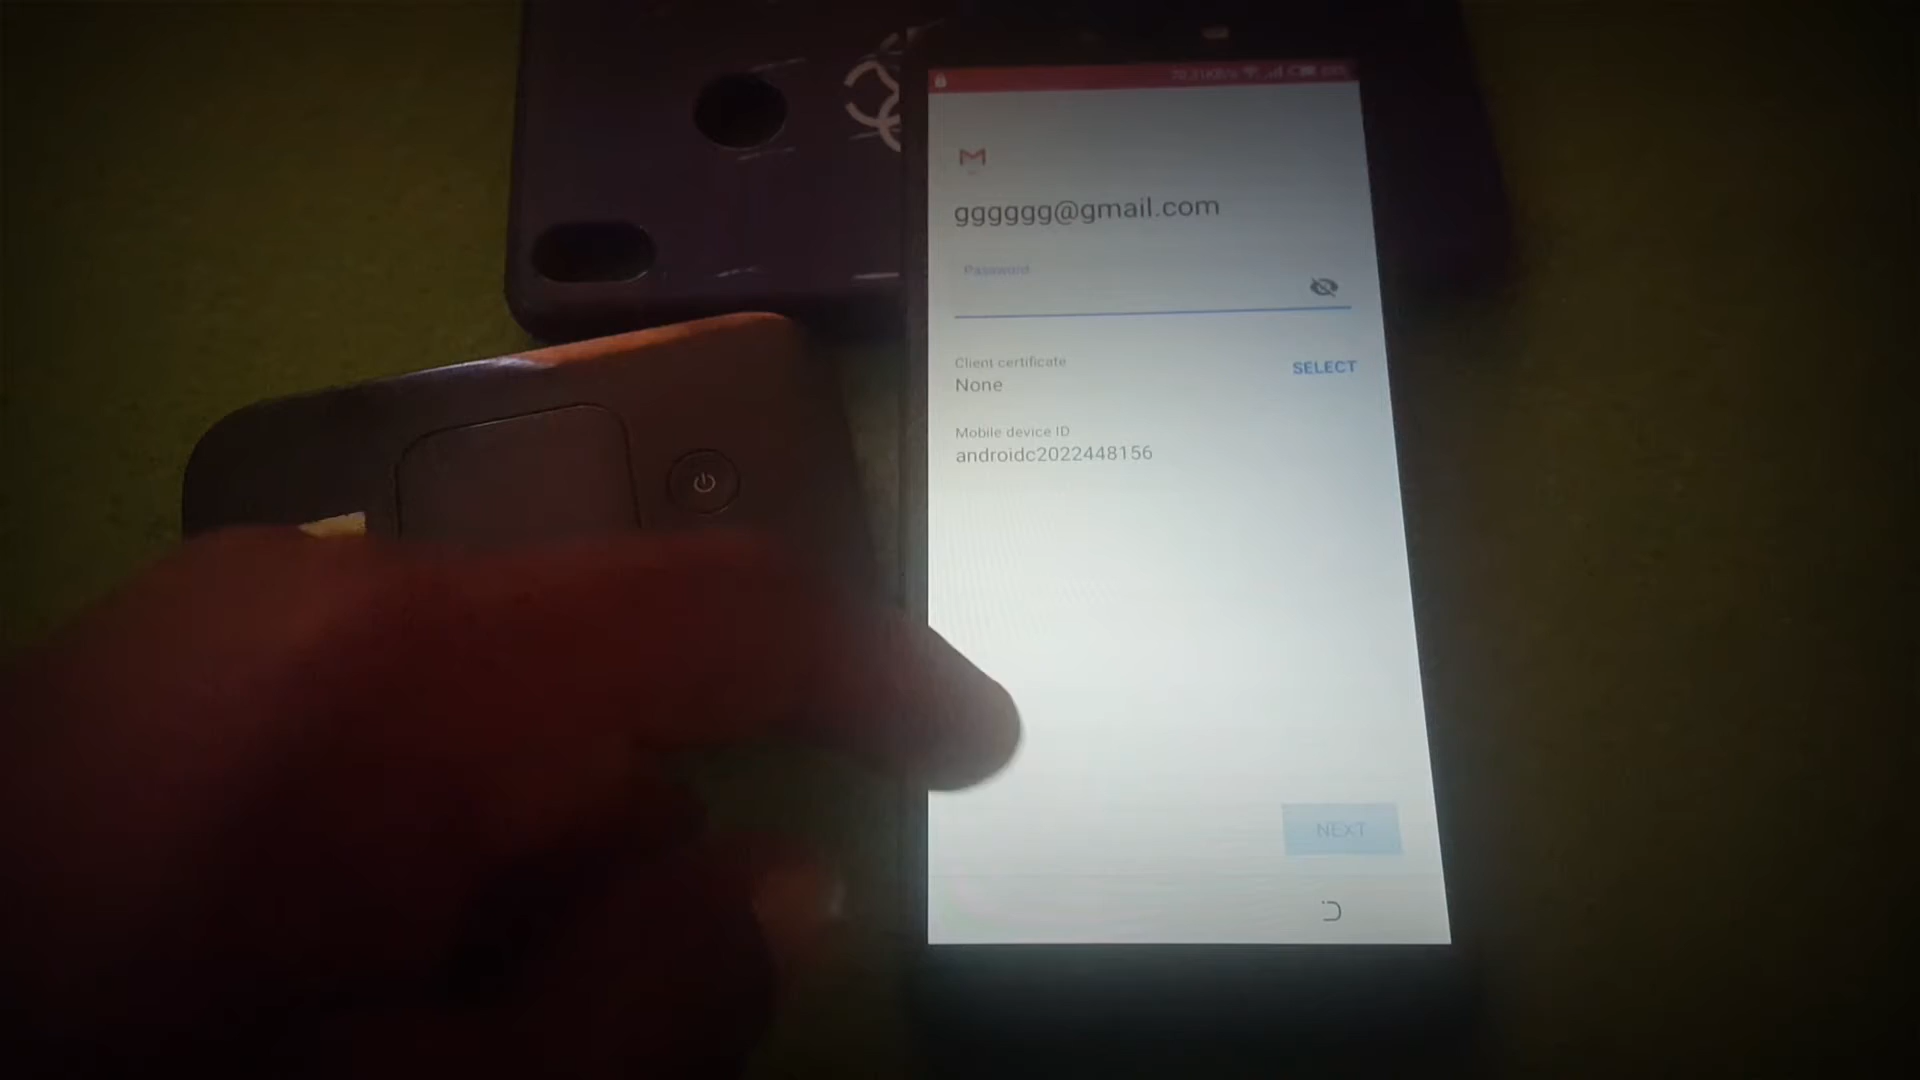 gggggg@gmail.com
Password
Client certificate
None
SELECT
Mobile device ID
androidc2022448156
NEXT